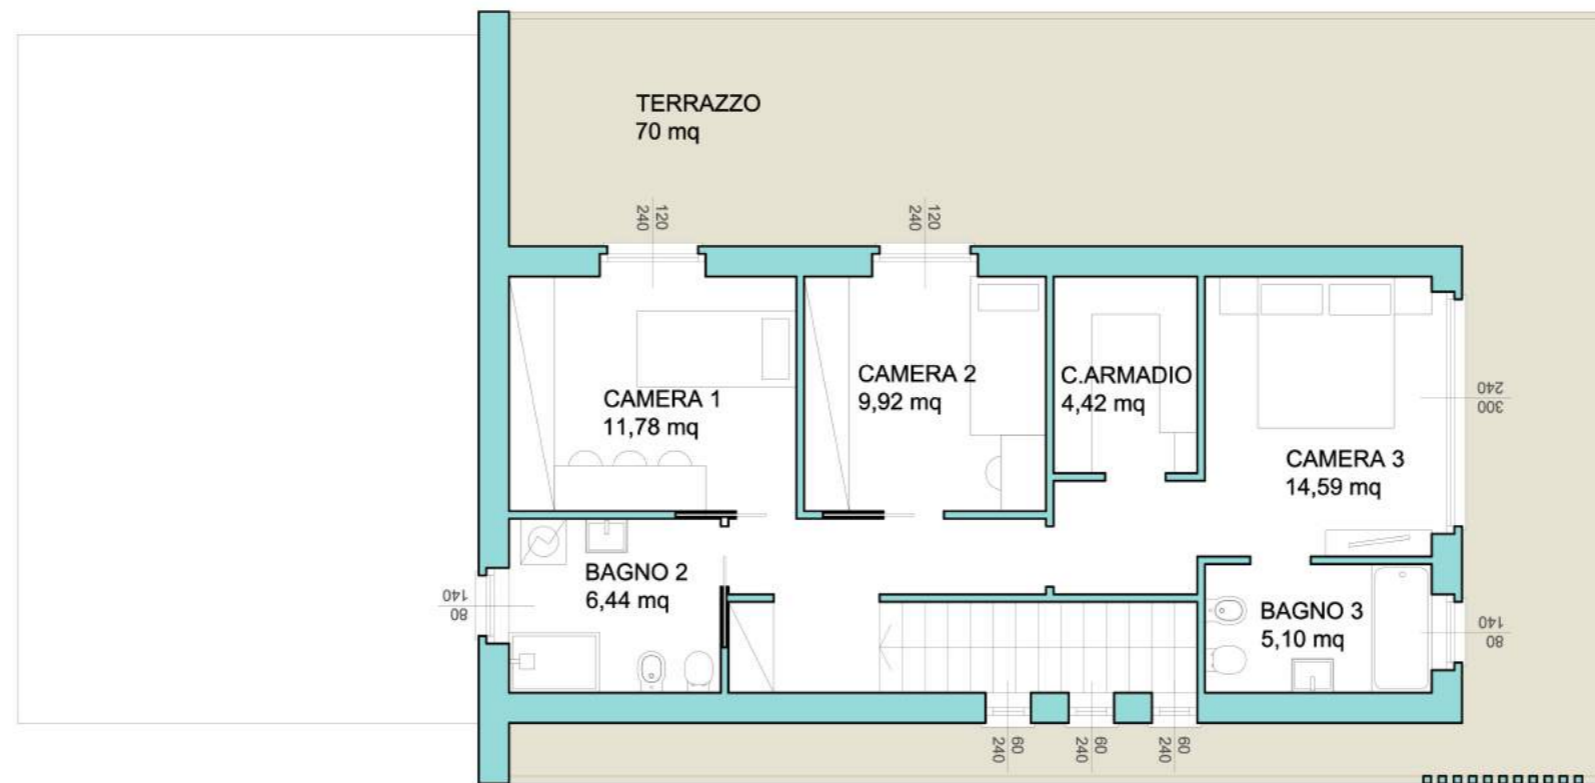 TERRAZZO
70 mq
120
240
120
240
CAMERA 1
11,78 mq
CAMERA 2
9,92 mq
C.ARMADIO
4,42 mq
CAMERA 3
14,59 mq
240
300
BAGNO 2
6,44 mq
140
80
BAGNO 3
5,10 mq
140
80
60
240
60
240
60
240